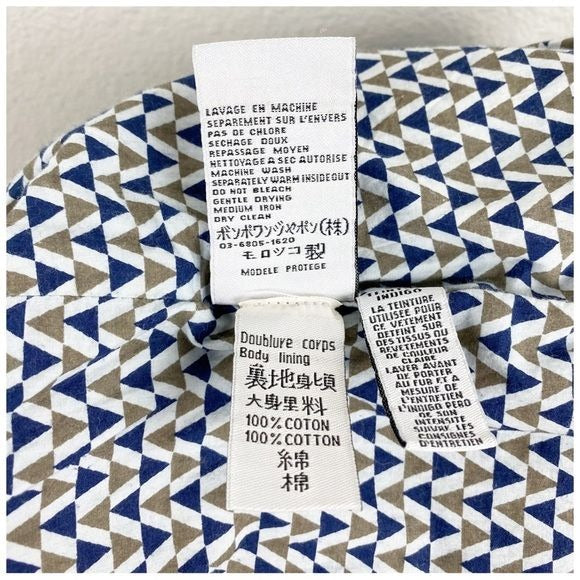 LAVAGE EN MACHINE
SEPAREMENT SUR L'ENVERS
PAS DE CHLORE
SECHAGE DOUX
REPASSAGE MOYEN
NETTOYAGE A SEC AUTORISE
MACHINE WASH
SEPARATELY WARM INSIDE OUT
DO NOT BLEACH
GENTLE DRYING
MEDIUM IRON
DRY CLEAN
ボンポワンジャポン(株)
03-6805-1620
モロッコ製
MODELE PROTEGE
Doublure corps
Body lining
裏地身頃
大身里料
100% COTON
100% COTTON
綿
棉
INDIGO
LA TEINTURE
UTILISEE POUR
CE VETEMENT
DETEINT SUR
DES TISSUS OU
REVETEMENTS
DE COULEUR
CLAIRE
LAVER AVANT
DE PORTER
AU FUR ET A
MESURE DE
L'ENTRETIEN
L'INDIGO PERD
DE SON
INTENSITE
SUIVRE LES
CONSIGNES
D'ENTRETIEN